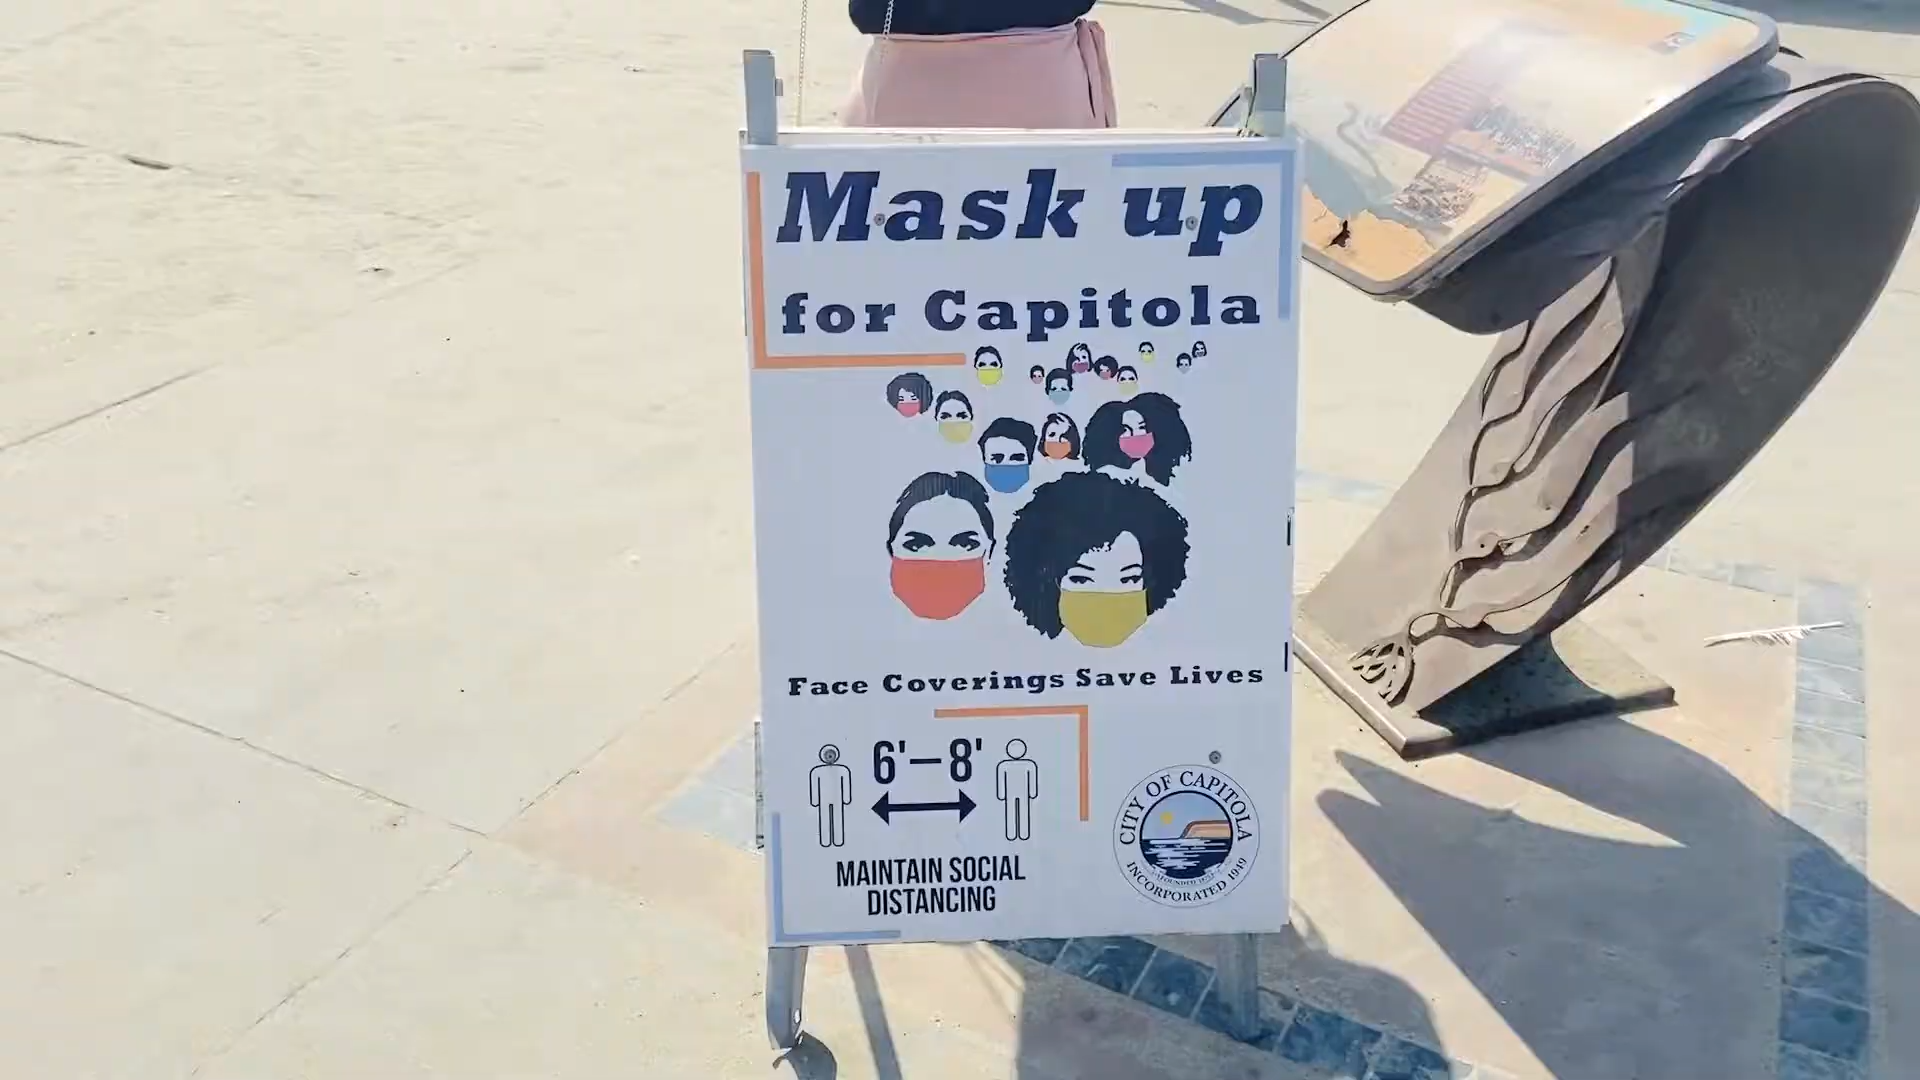 Mask up
for Capitola
Face Coverings Save Lives
6'–8'
MAINTAIN SOCIAL
DISTANCING
CITY OF CAPITOLA
INCORPORATED 1949